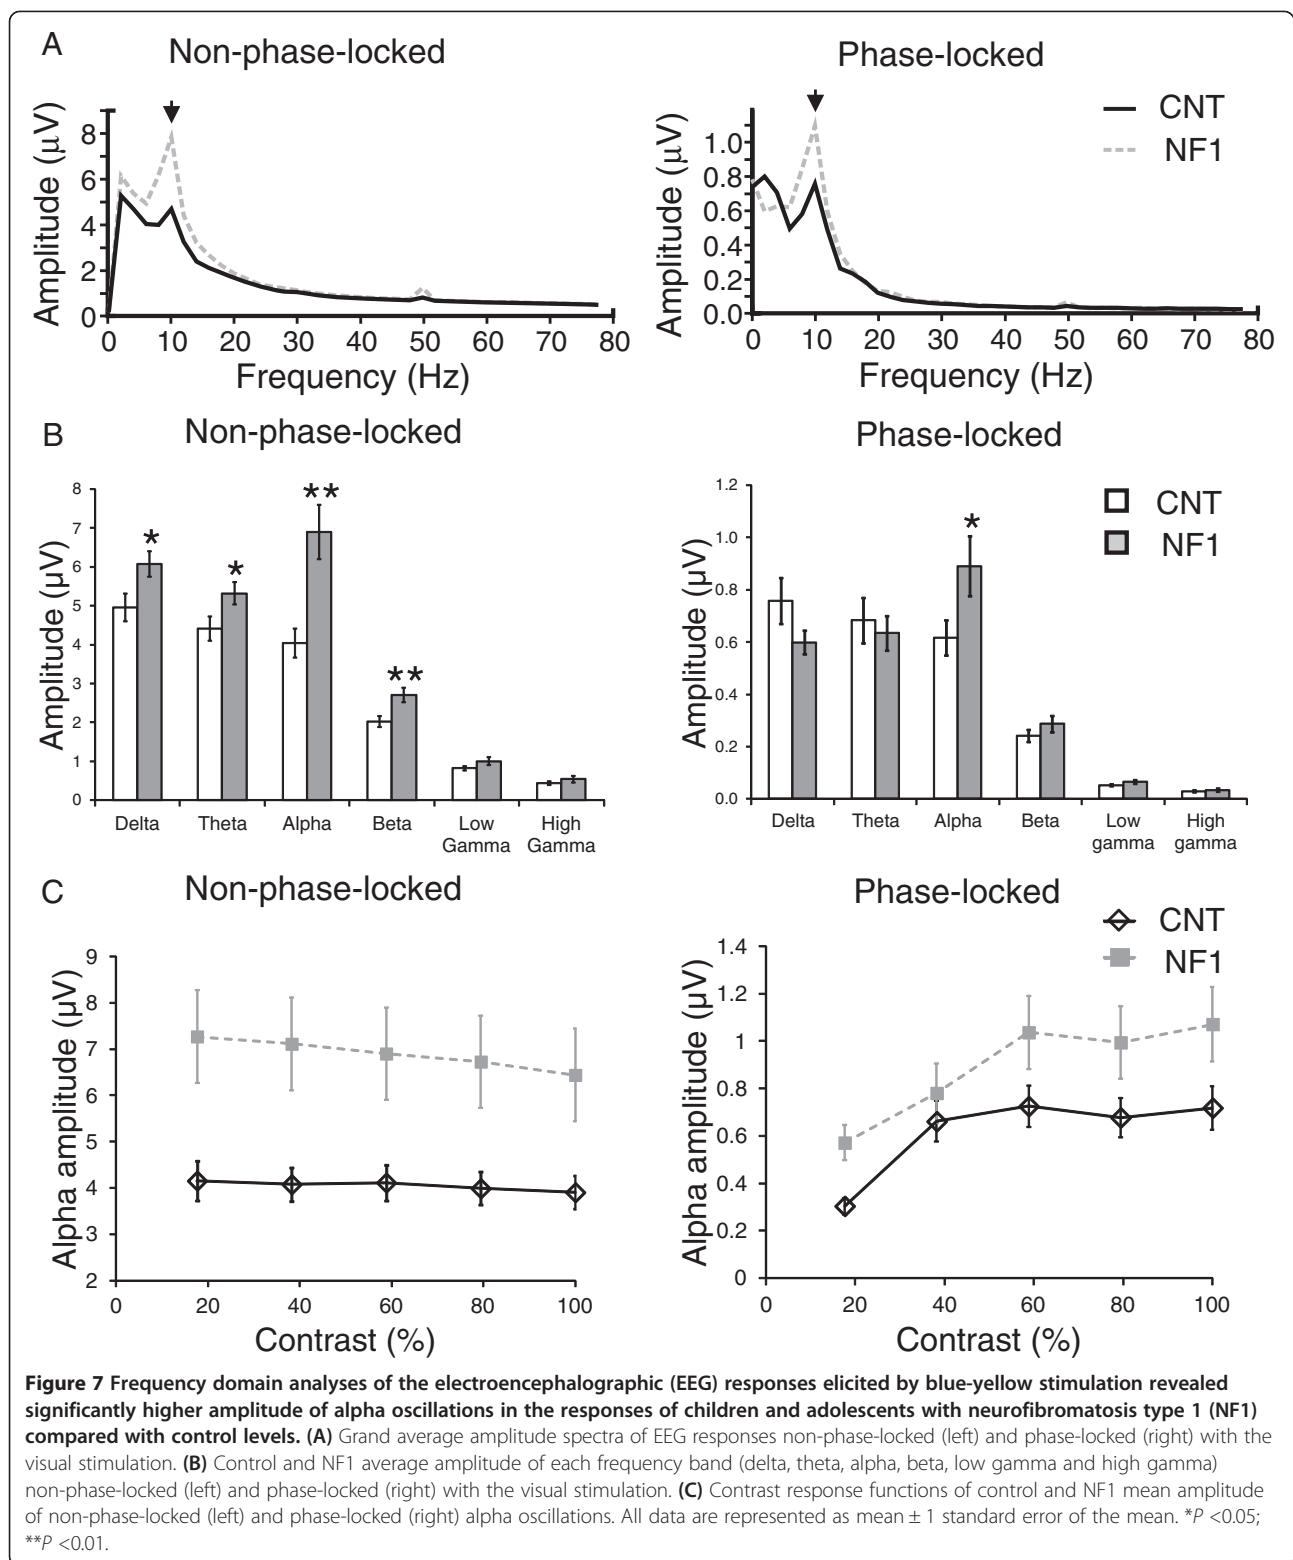 A
Non-phase-locked
Phase-locked
CNT
NF1
Amplitude (µV)
8
6
4
2
0
0 10 20 30 40 50 60 70 80
Frequency (Hz)
Amplitude (µV)
1.0
0.8
0.6
0.4
0.2
0.0
0 10 20 30 40 50 60 70 80
Frequency (Hz)
B
Non-phase-locked
Phase-locked
CNT
NF1
Amplitude (µV)
8
7
6
5
4
3
2
1
0
* * ** **
Delta Theta Alpha Beta Low Gamma High Gamma
Amplitude (µV)
1.2
1.0
0.8
0.6
0.4
0.2
0.0
*
Delta Theta Alpha Beta Low gamma High gamma
C
Non-phase-locked
Phase-locked
CNT
NF1
Alpha amplitude (µV)
9
8
7
6
5
4
3
2
0 20 40 60 80 100
Contrast (%)
Alpha amplitude (µV)
1.4
1.2
1
0.8
0.6
0.4
0.2
0
0 20 40 60 80 100
Contrast (%)
Figure 7 Frequency domain analyses of the electroencephalographic (EEG) responses elicited by blue-yellow stimulation revealed
significantly higher amplitude of alpha oscillations in the responses of children and adolescents with neurofibromatosis type 1 (NF1)
compared with control levels. (A) Grand average amplitude spectra of EEG responses non-phase-locked (left) and phase-locked (right) with the
visual stimulation. (B) Control and NF1 average amplitude of each frequency band (delta, theta, alpha, beta, low gamma and high gamma)
non-phase-locked (left) and phase-locked (right) with the visual stimulation. (C) Contrast response functions of control and NF1 mean amplitude
of non-phase-locked (left) and phase-locked (right) alpha oscillations. All data are represented as mean ± 1 standard error of the mean. *P <0.05;
**P <0.01.